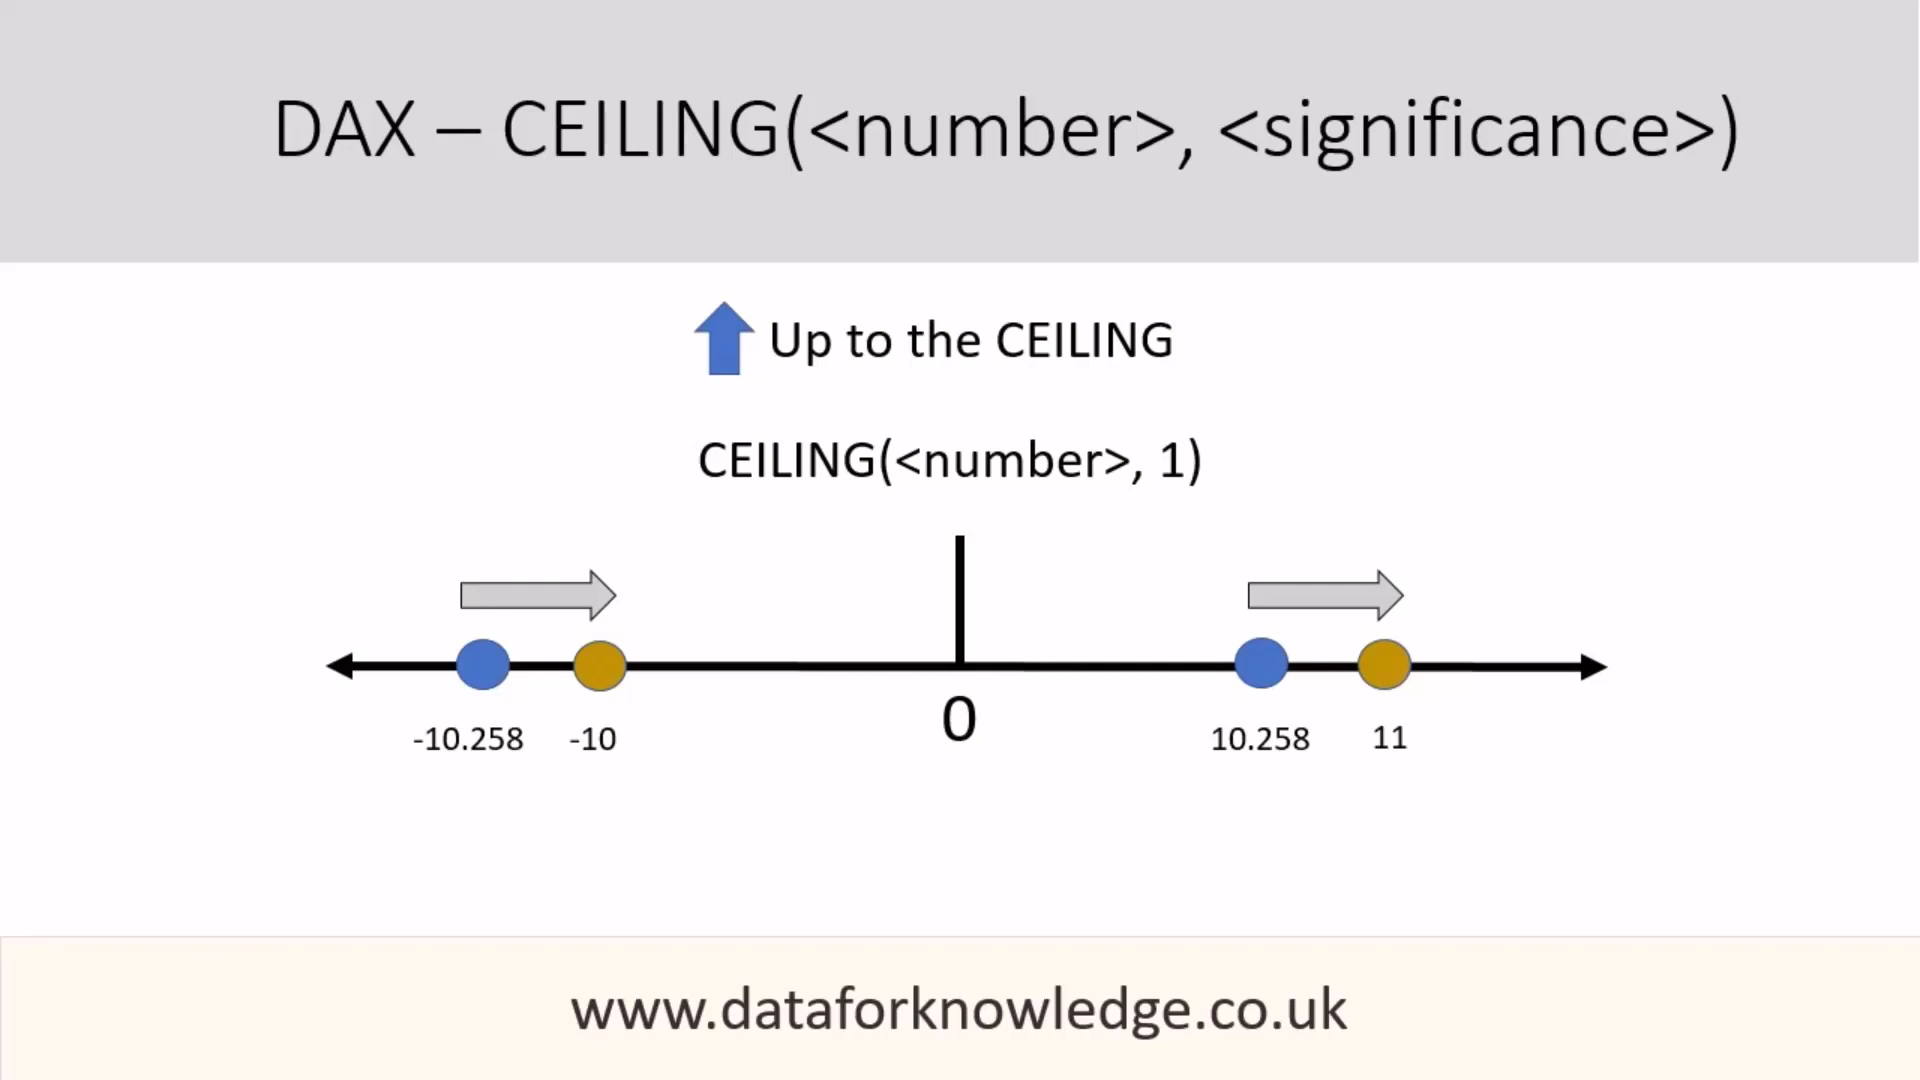 DAX – CEILING(<number>, <significance>)
Up to the CEILING
CEILING(<number>, 1)
0
-10.258 -10 10.258 11
www.dataforknowledge.co.uk